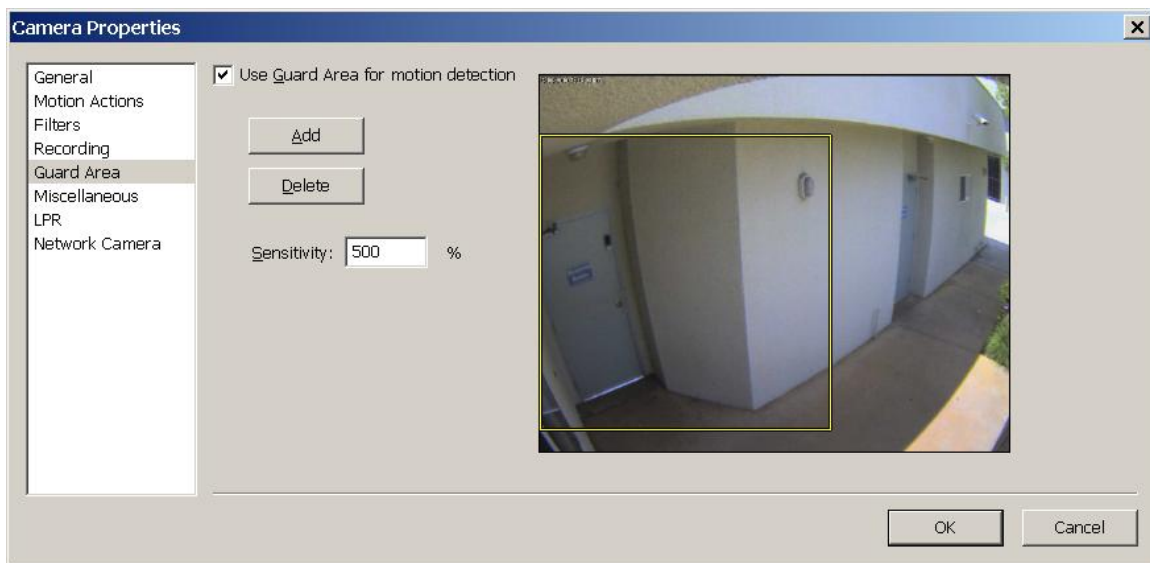 Camera Properties
General
Motion Actions
Filters
Recording
Guard Area
Miscellaneous
LPR
Network Camera
Use Guard Area for motion detection
Add
Delete
Sensitivity: 500 %
OK
Cancel